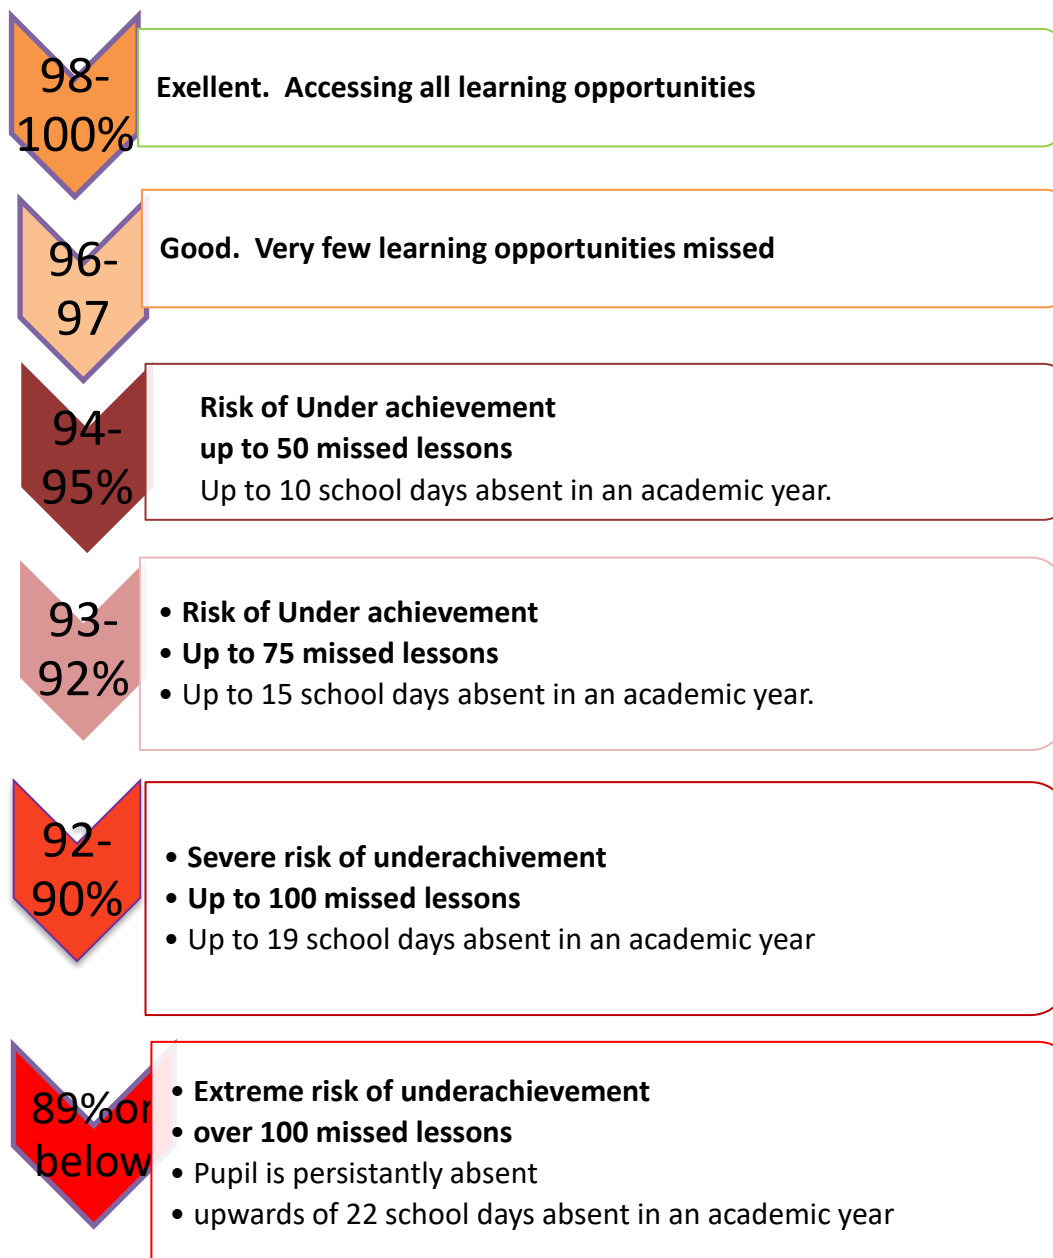 98-
100%
Exellent.  Accessing all learning opportunities
96-
97
Good.  Very few learning opportunities missed
94-
95%
Risk of Under achievement
up to 50 missed lessons
Up to 10 school days absent in an academic year.
93-
92%
• Risk of Under achievement
• Up to 75 missed lessons
• Up to 15 school days absent in an academic year.
92-
90%
• Severe risk of underachivement
• Up to 100 missed lessons
• Up to 19 school days absent in an academic year
89%or
below
• Extreme risk of underachievement
• over 100 missed lessons
• Pupil is persistantly absent
• upwards of 22 school days absent in an academic year